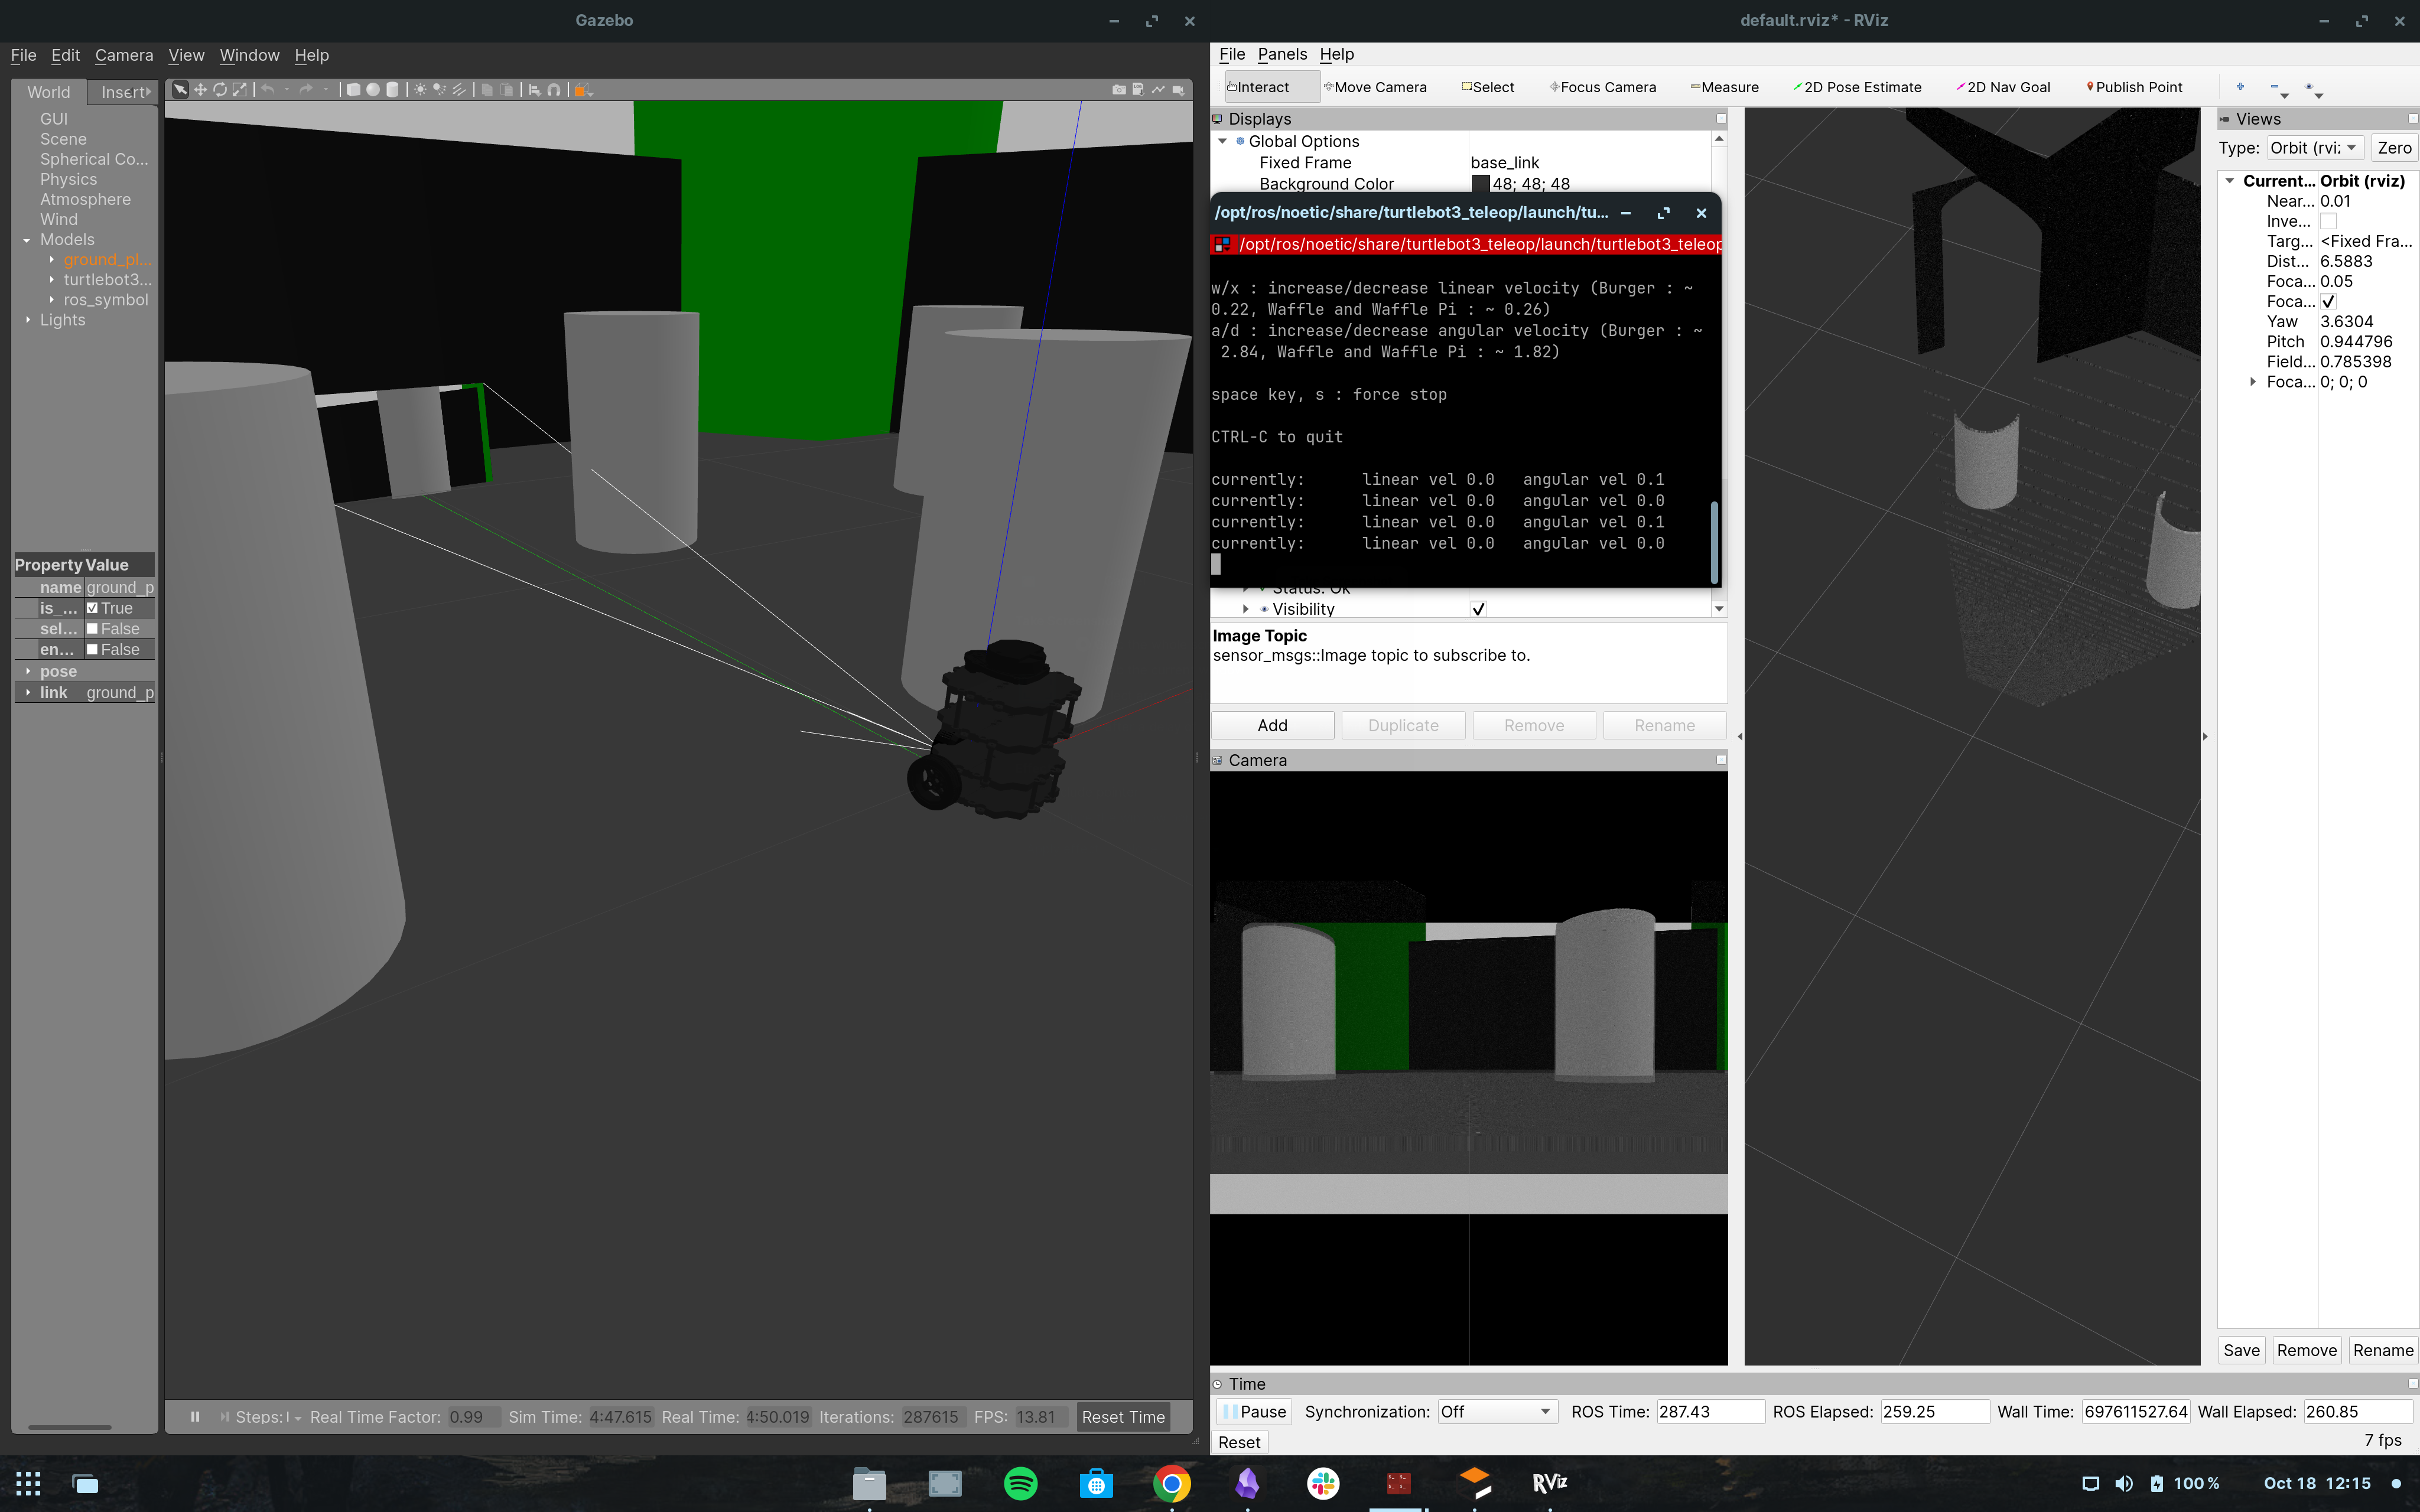 Gazebo
File Edit Camera View Window Help
World Insert
GUI
Scene
Spherical Co...
Physics
Atmosphere
Wind
Models
ground_pl...
turtlebot3...
ros_symbol
Lights
Property Value
name ground_p
is_... True
sel... False
en... False
pose
link ground_p
Steps: Real Time Factor: 0.99 Sim Time: 4:47.615 Real Time: 4:50.019 Iterations: 287615 FPS: 13.81 Reset Time
default.rviz* - RViz
File Panels Help
Interact Move Camera Select Focus Camera Measure 2D Pose Estimate 2D Nav Goal Publish Point
Displays
Global Options
Fixed Frame base_link
Background Color 48; 48; 48
/opt/ros/noetic/share/turtlebot3_teleop/launch/tu...
/opt/ros/noetic/share/turtlebot3_teleop/launch/turtlebot3_teleop
w/x : increase/decrease linear velocity (Burger : ~
0.22, Waffle and Waffle Pi : ~ 0.26)
a/d : increase/decrease angular velocity (Burger : ~
2.84, Waffle and Waffle Pi : ~ 1.82)
space key, s : force stop
CTRL-C to quit
currently: linear vel 0.0 angular vel 0.1
currently: linear vel 0.0 angular vel 0.0
currently: linear vel 0.0 angular vel 0.1
currently: linear vel 0.0 angular vel 0.0
Status: Ok
Visibility
Image Topic
sensor_msgs::Image topic to subscribe to.
Add Duplicate Remove Rename
Camera
Views
Type: Orbit (rvi: Zero
Current... Orbit (rviz)
Near... 0.01
Inve...
Targ... <Fixed Fra...
Dist... 6.5883
Foca... 0.05
Foca...
Yaw 3.6304
Pitch 0.944796
Field... 0.785398
Foca... 0; 0; 0
Save Remove Rename
Time
Pause Synchronization: Off ROS Time: 287.43 ROS Elapsed: 259.25 Wall Time: 697611527.64 Wall Elapsed: 260.85
Reset 7 fps
RViz
100 % Oct 18 12:15